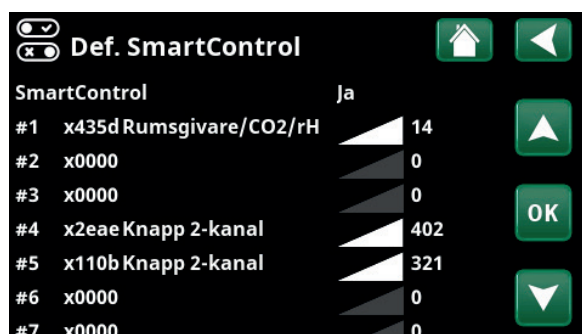 Def. SmartControl
SmartControl Ja
#1 x435d Rumsgivare/CO2/rH 14
#2 x0000 0
#3 x0000 0
#4 x2eae Knapp 2-kanal 402
#5 x110b Knapp 2-kanal 321
#6 x0000 0
#7 x0000 0
OK